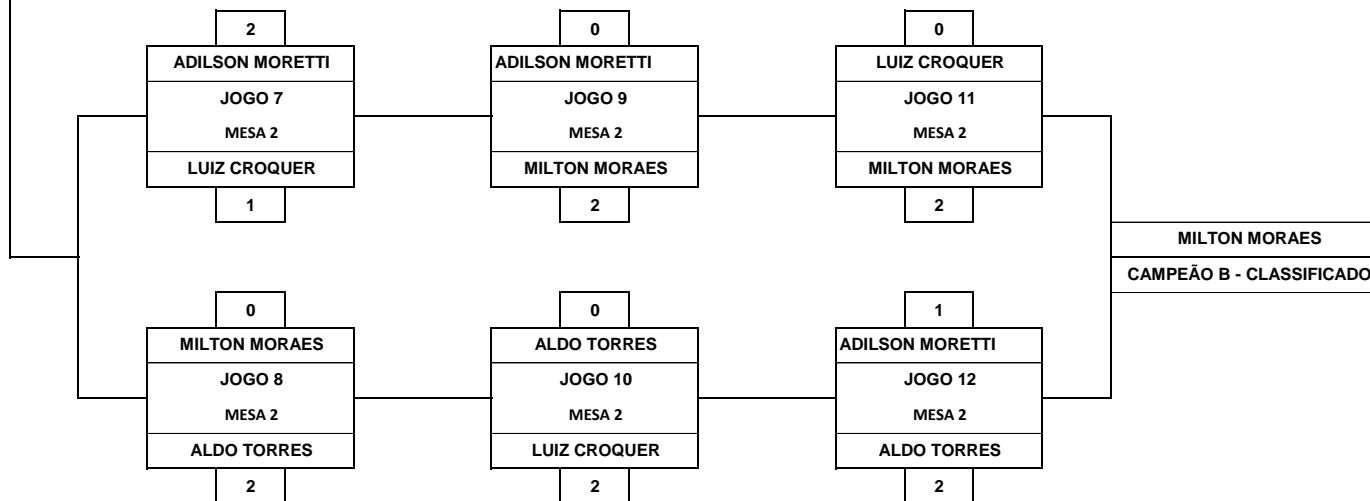 2
ADILSON MORETTI
JOGO 7
MESA 2
LUIZ CROQUER
1
0
ADILSON MORETTI
JOGO 9
MESA 2
MILTON MORAES
2
0
LUIZ CROQUER
JOGO 11
MESA 2
MILTON MORAES
2
MILTON MORAES
CAMPEÃO B - CLASSIFICADO
0
MILTON MORAES
JOGO 8
MESA 2
ALDO TORRES
2
0
ALDO TORRES
JOGO 10
MESA 2
LUIZ CROQUER
2
1
ADILSON MORETTI
JOGO 12
MESA 2
ALDO TORRES
2